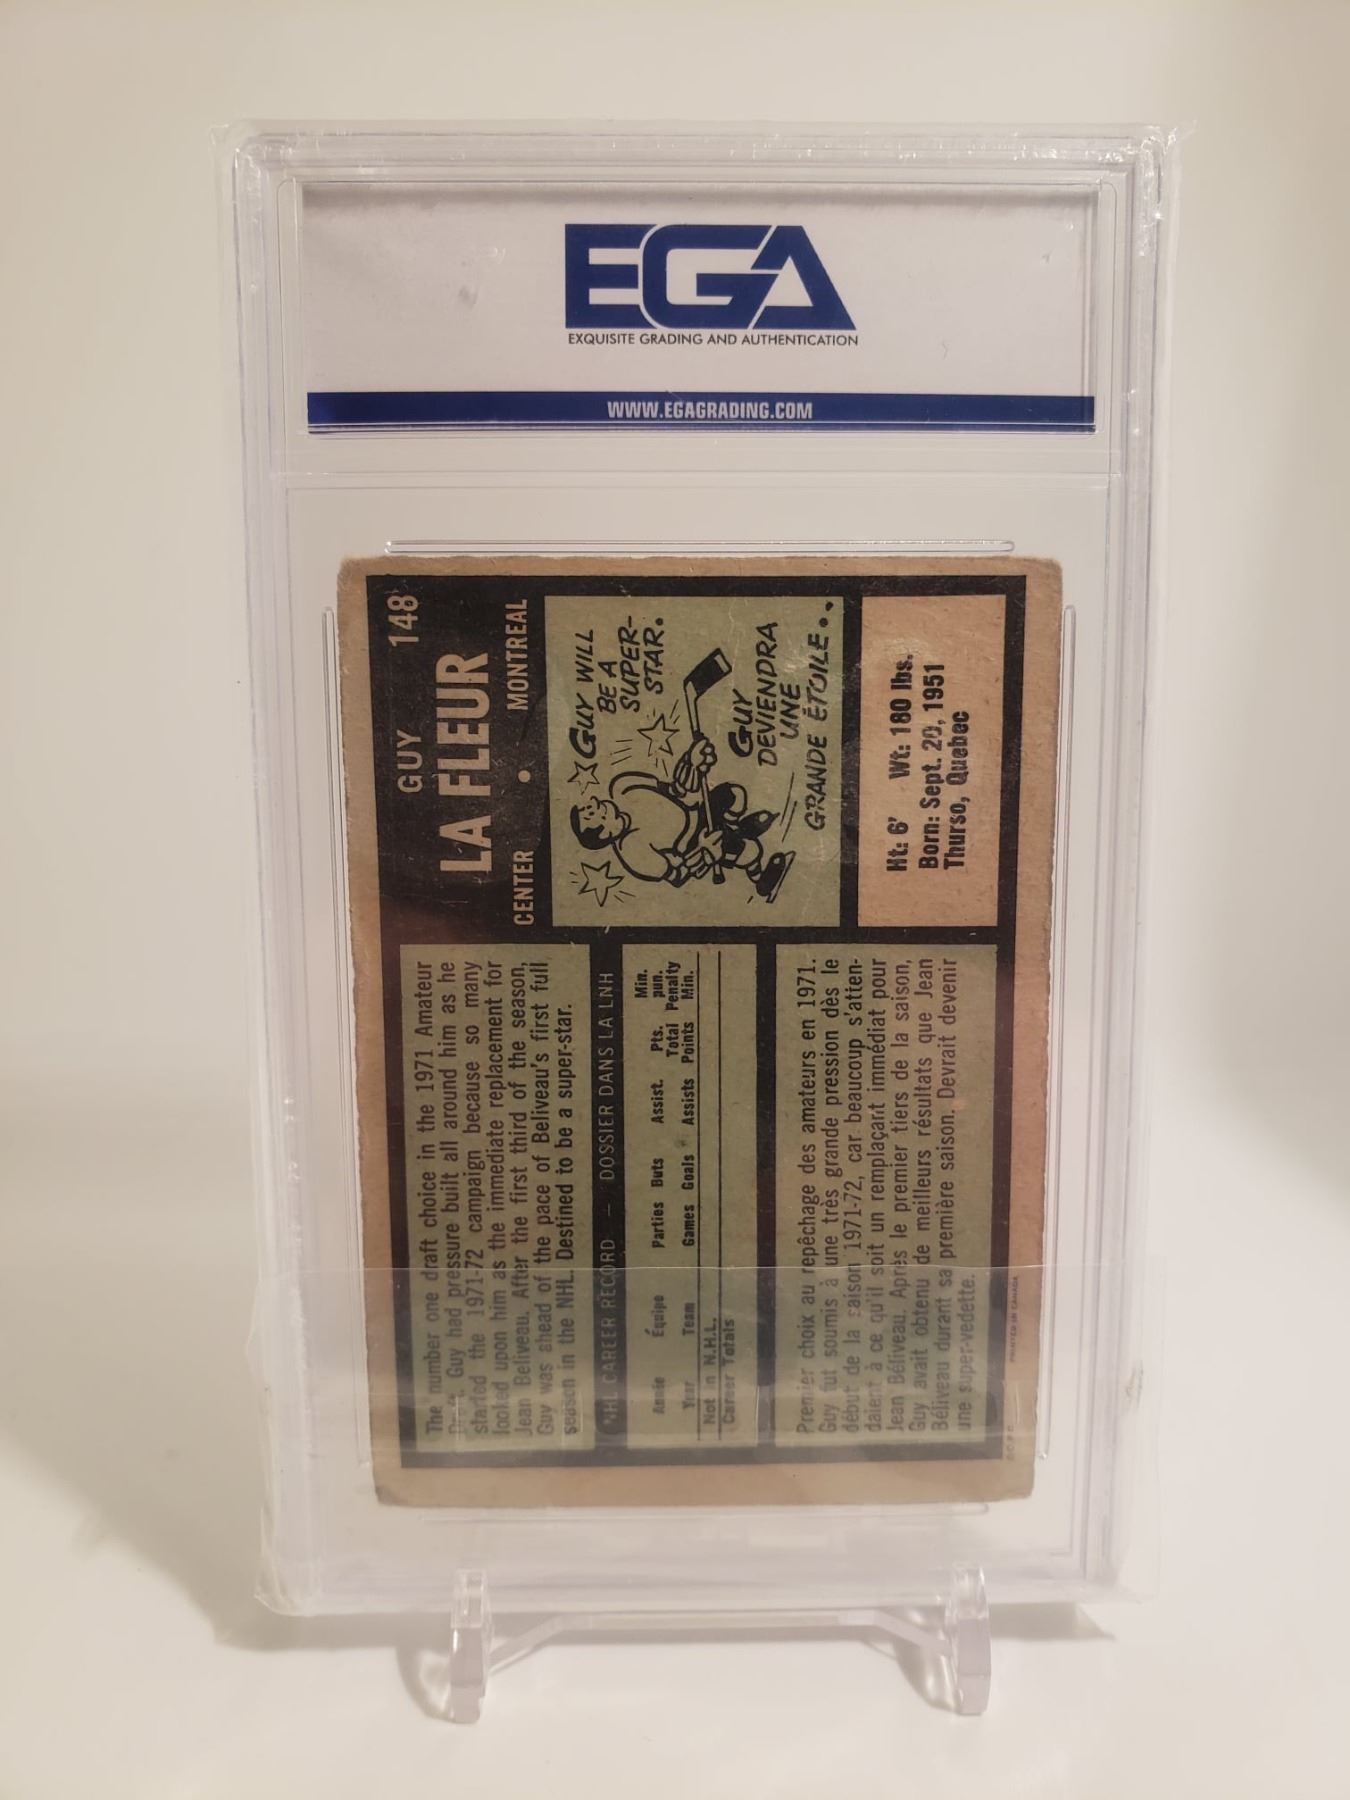 EGA
EXQUISITE GRADING AND AUTHENTICATION
WWW.EGAGRADING.COM
GUY 148
LA FLEUR
CENTER • MONTREAL
The number one draft choice in the 1971 Amateur
Guy had pressure built all around him as he
started the 1971-72 campaign because so many
looked upon him as the immediate replacement for
Jean Beliveau. After the first third of the season,
Guy was ahead of the pace of Beliveau's first full
season in the NHL. Destined to be a super-star.
GUY WILL
BE A
SUPER-
STAR.
GUY
DEVIENDRA
UNE
GRANDE ÉTOILE..
NHL CAREER RECORD — DOSSIER DANS LA LNH
Année Équipe Parties Buts Assist. Pts. Min. pun.
Year Team Games Goals Assists Total Points Penalty Min.
Not in N.H.L.
Career Totals
Premier choix au repêchage des amateurs en 1971.
Guy fut soumis à une très grande pression dès le
début de la saison 1971-72, car beaucoup s'atten-
daient à ce qu'il soit un remplaçant immédiat pour
Jean Béliveau. Après le premier tiers de la saison,
Guy avait obtenu de meilleurs résultats que Jean
Béliveau durant sa première saison. Devrait devenir
une super-vedette.
Ht: 6' Wt: 180 lbs.
Born: Sept. 20, 1951
Thurso, Quebec
PRINTED IN CANADA